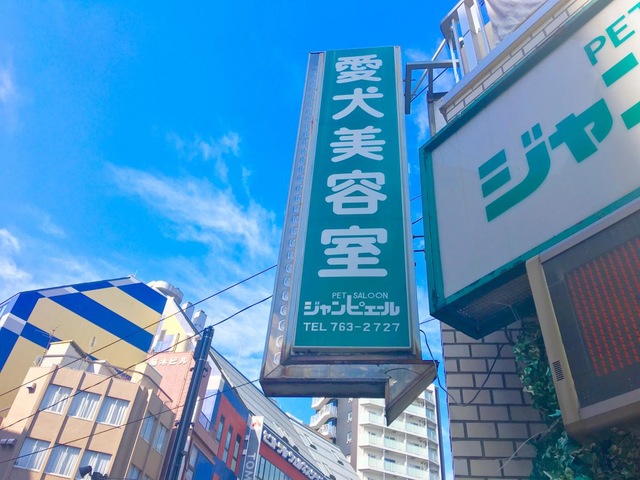 愛犬美容室
PET SALOON
ジャンピエール
TEL 763-2727
PET
ジャン